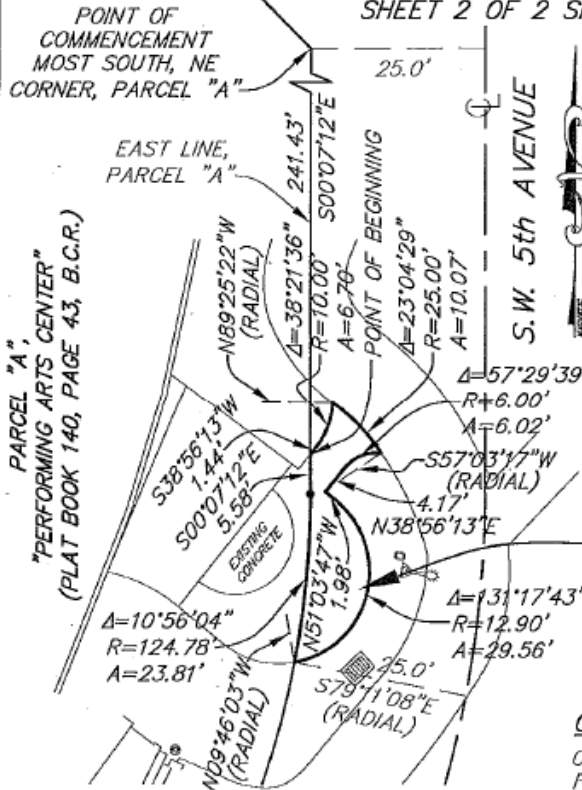 SHEET 2 OF 2
POINT OF
COMMENCEMENT
MOST SOUTH, NE
CORNER, PARCEL "A"
25.0'
EAST LINE,
PARCEL "A"
241.43'
S00°07'12"E
S.W. 5th AVENUE
PARCEL "A",
"PERFORMING ARTS CENTER"
(PLAT BOOK 140, PAGE 43, B.C.R.)
N89°25'22"W
(RADIAL)
Δ=38°21'36"
R=10.00'
A=6.70'
POINT OF BEGINNING
Δ=23°04'29"
R=25.00'
A=10.07'
Δ=57°29'39
R=6.00'
A=6.02'
S57°03'17"W
(RADIAL)
4.17'
N38°56'13"E
S38°56'13"W
1.44'
S00°07'12"E
5.58'
EXISTING
CONCRETE
N51°03'47"W
1.98'
Δ=10°56'04"
R=124.78'
A=23.81'
Δ=131°17'43"
R=12.90'
A=29.56'
N09°46'03"W
(RADIAL)
25.0'
S79°11'08"E
(RADIAL)